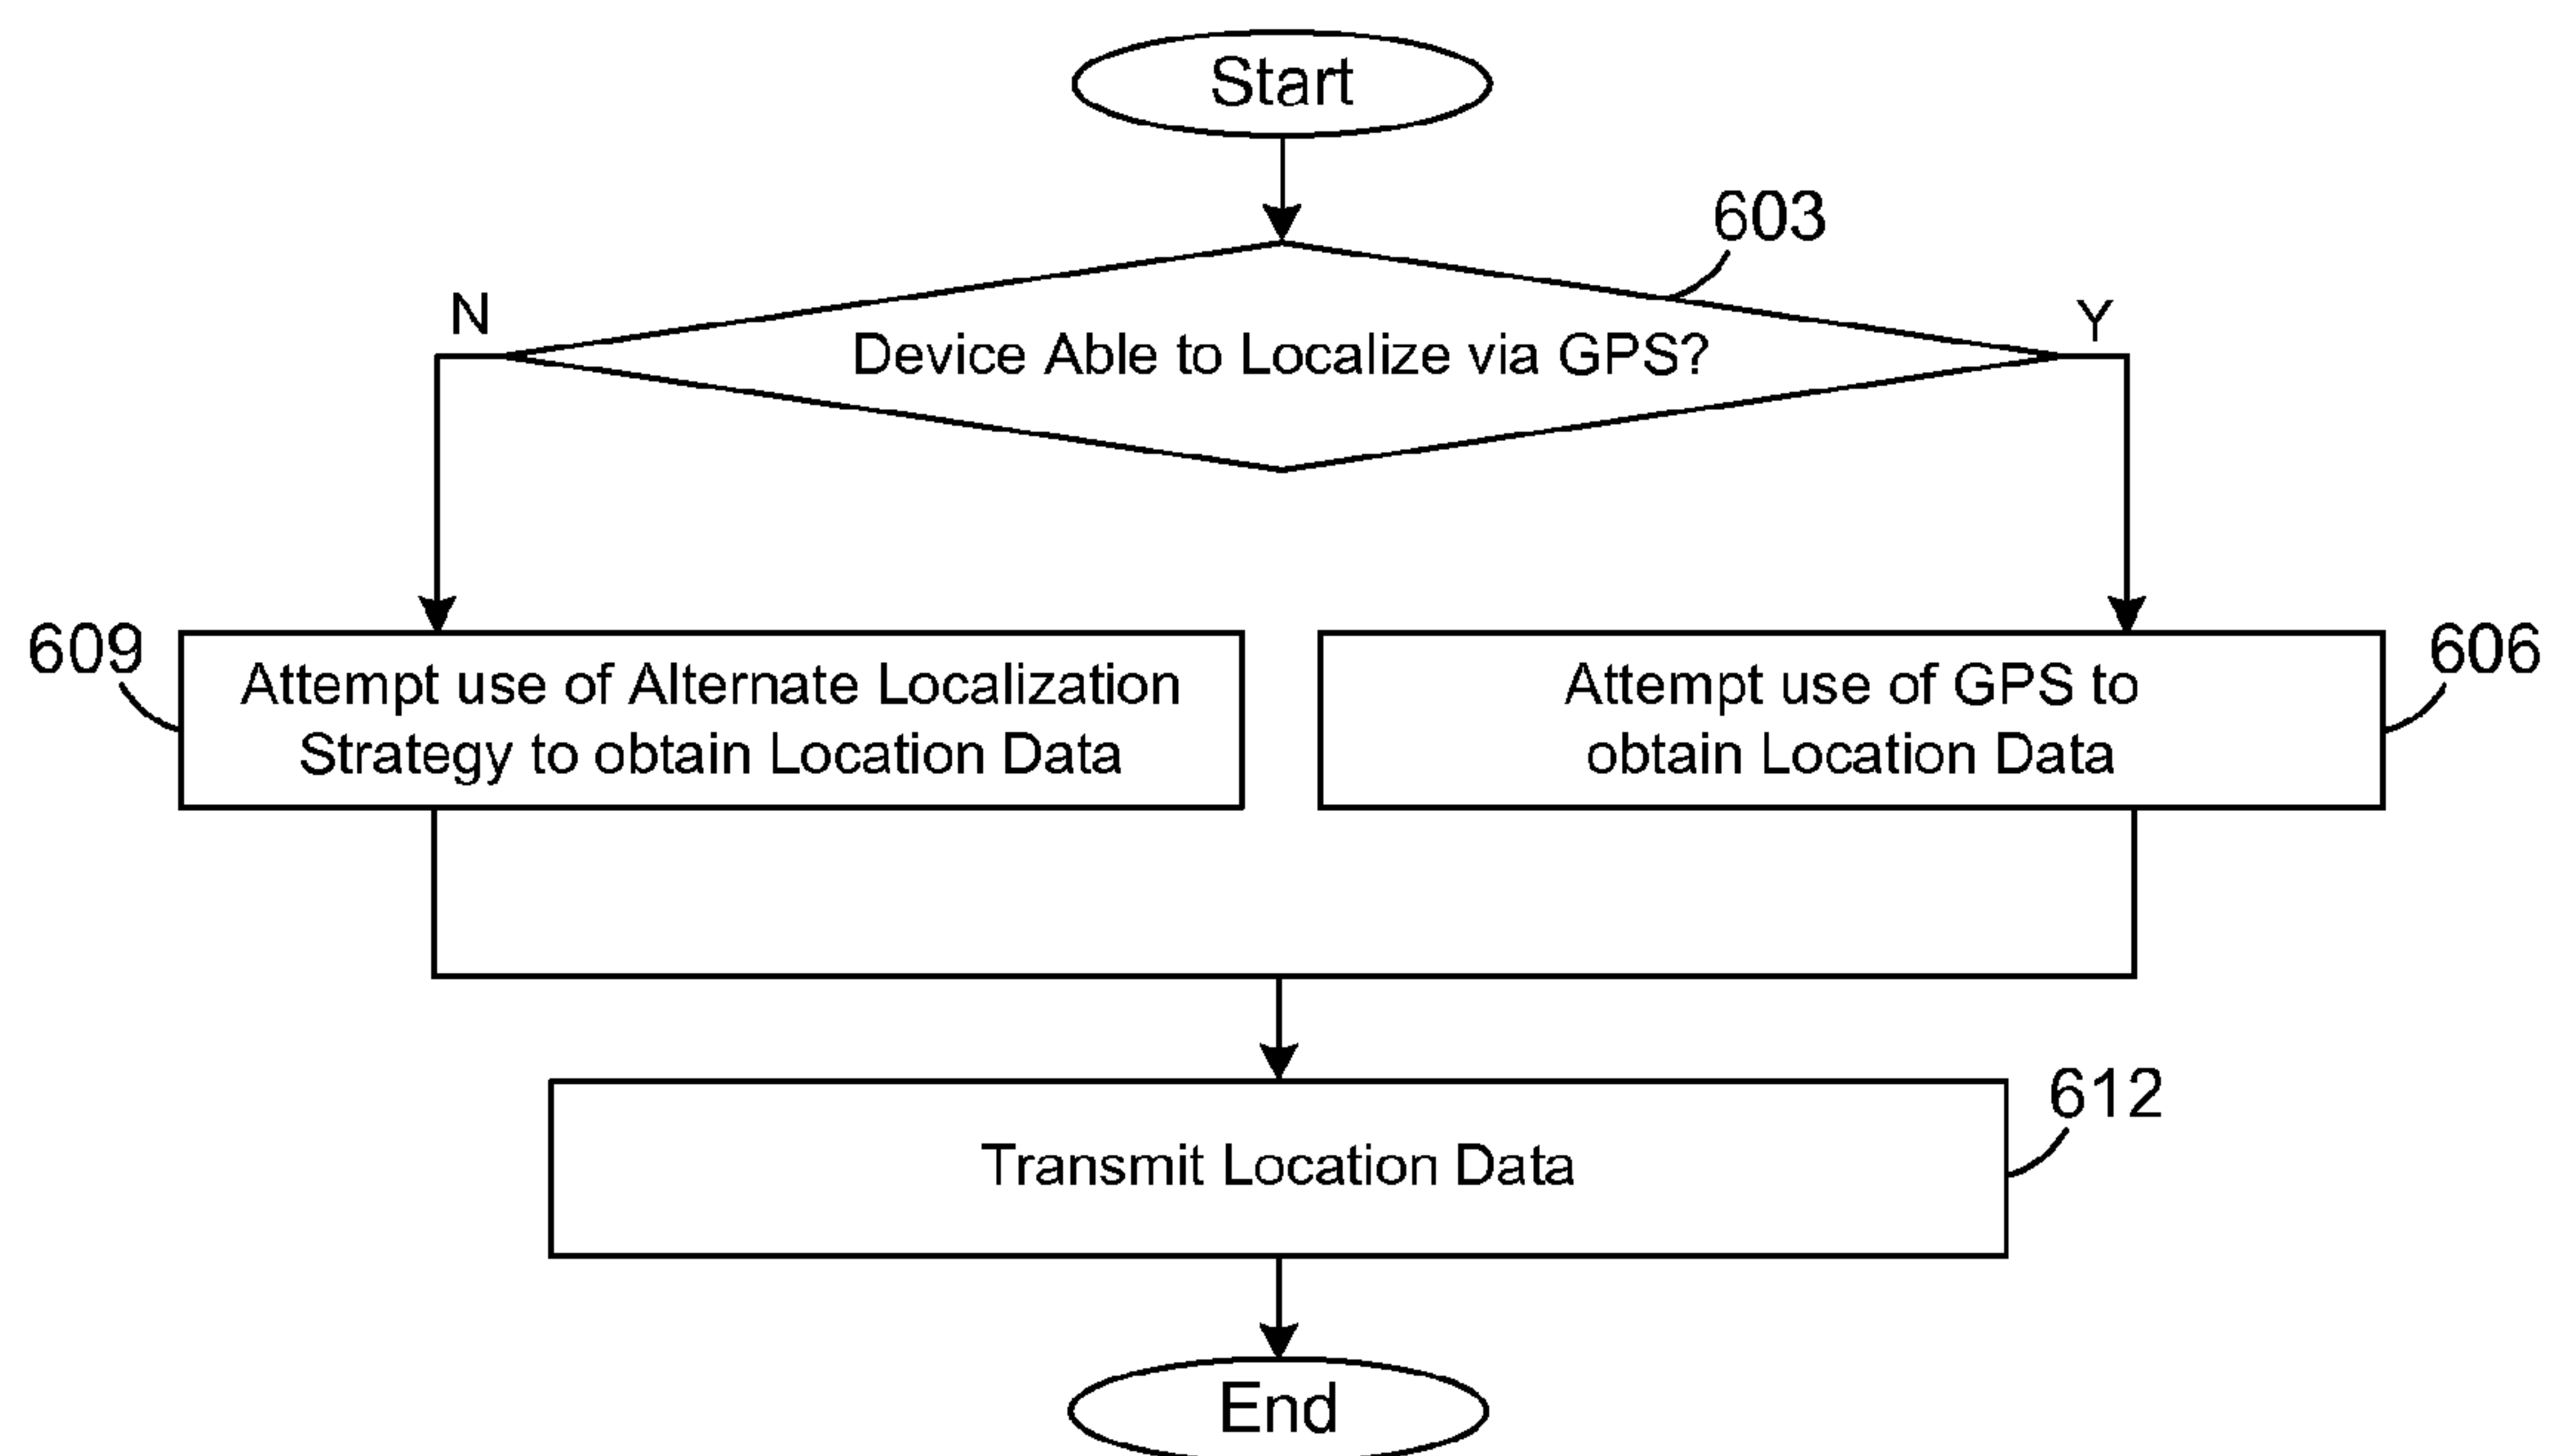 Start
603
N
Y
Device Able to Localize via GPS?
609
Attempt use of Alternate Localization
Strategy to obtain Location Data
Attempt use of GPS to
obtain Location Data
606
612
Transmit Location Data
End